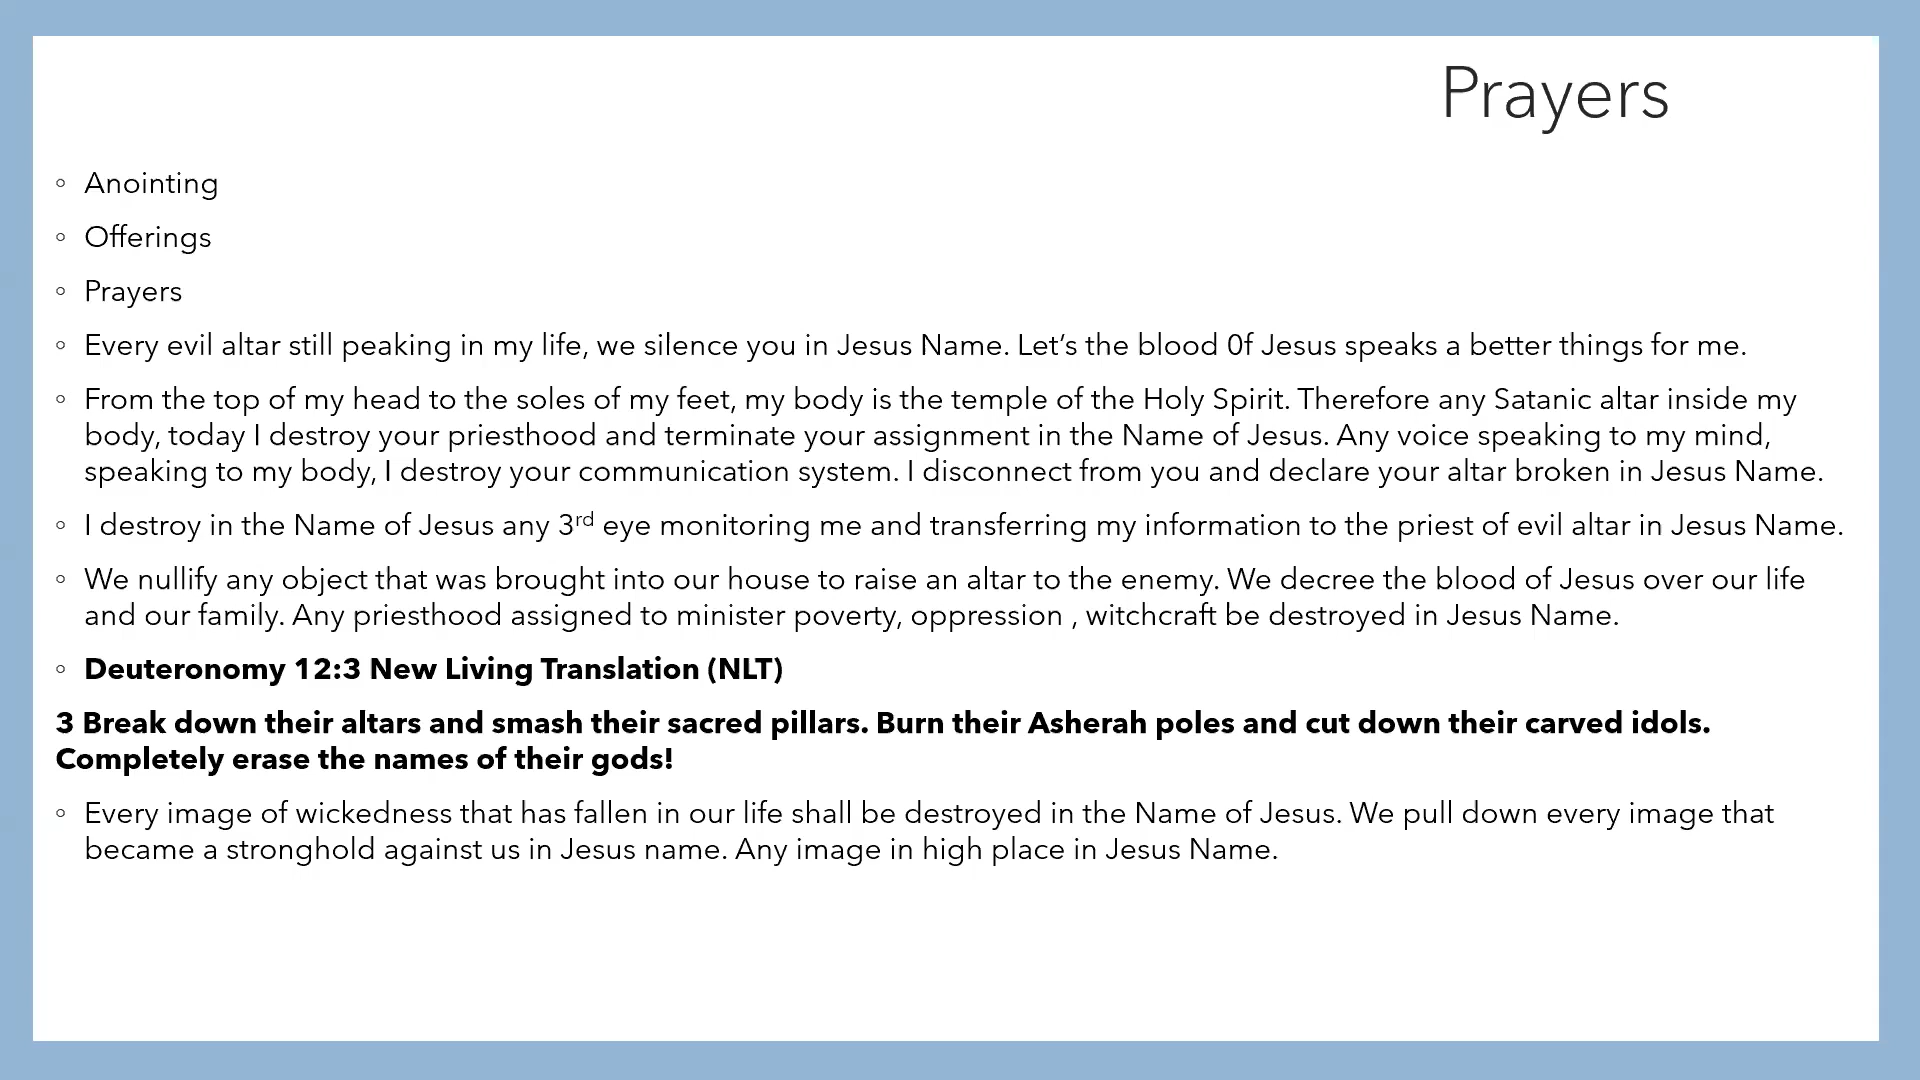 Prayers
◦ Anointing
◦ Offerings
◦ Prayers
◦ Every evil altar still peaking in my life, we silence you in Jesus Name. Let’s the blood 0f Jesus speaks a better things for me.
◦ From the top of my head to the soles of my feet, my body is the temple of the Holy Spirit. Therefore any Satanic altar inside my
body, today I destroy your priesthood and terminate your assignment in the Name of Jesus. Any voice speaking to my mind,
speaking to my body, I destroy your communication system. I disconnect from you and declare your altar broken in Jesus Name.
◦ I destroy in the Name of Jesus any 3rd eye monitoring me and transferring my information to the priest of evil altar in Jesus Name.
◦ We nullify any object that was brought into our house to raise an altar to the enemy. We decree the blood of Jesus over our life
and our family. Any priesthood assigned to minister poverty, oppression , witchcraft be destroyed in Jesus Name.
◦ Deuteronomy 12:3 New Living Translation (NLT)
3 Break down their altars and smash their sacred pillars. Burn their Asherah poles and cut down their carved idols.
Completely erase the names of their gods!
◦ Every image of wickedness that has fallen in our life shall be destroyed in the Name of Jesus. We pull down every image that
became a stronghold against us in Jesus name. Any image in high place in Jesus Name.